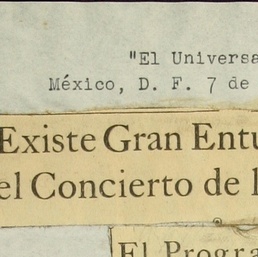 "El Universa
México, D. F. 7 de
Existe Gran Entu
el Concierto de l
El Progra